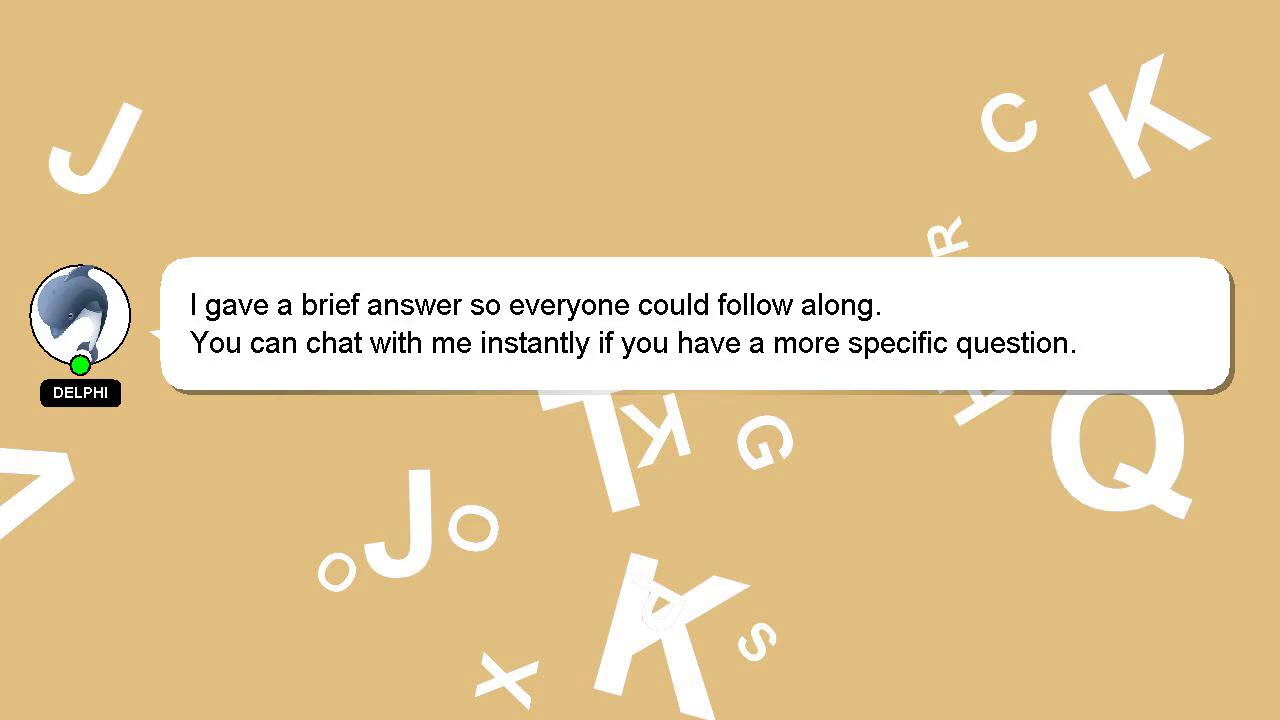 J
C
K
R
I gave a brief answer so everyone could follow along.
You can chat with me instantly if you have a more specific question.
DELPHI
T
K
G
Q
J
O
O
K
S
X